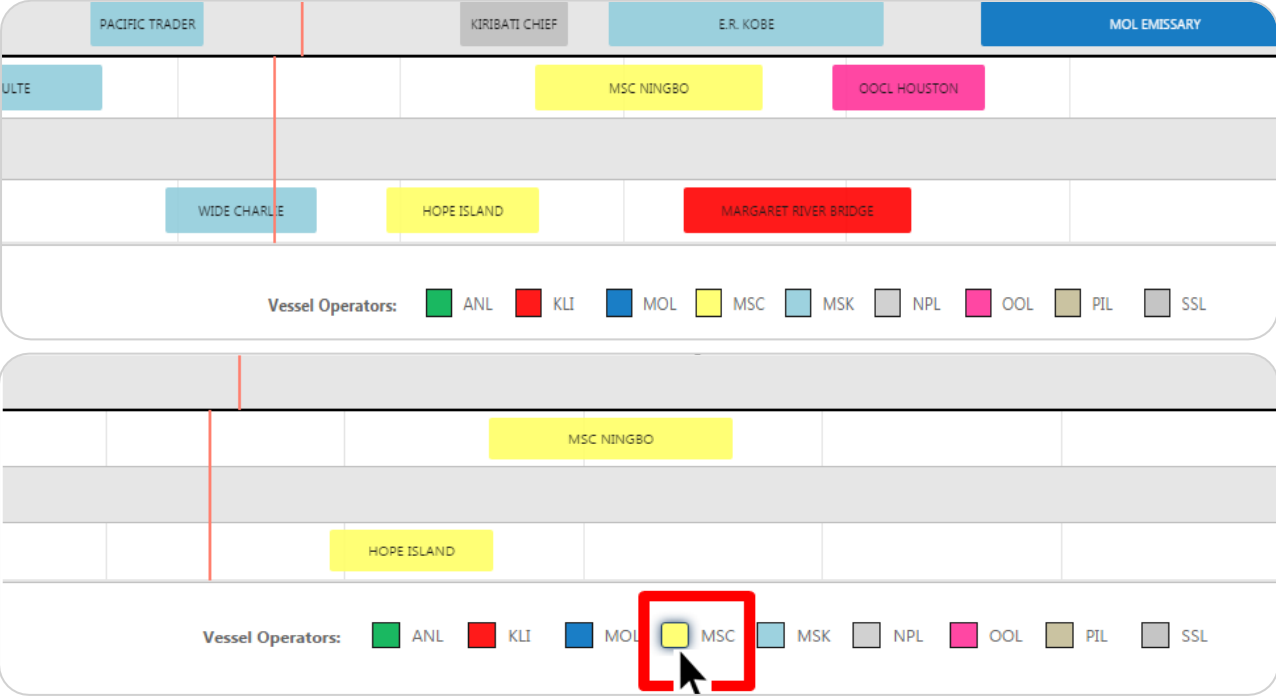 PACIFIC TRADER KIRIBATI CHIEF E.R. KOBE MOL EMISSARY
ULTE MSC NINGBO OOCL HOUSTON
WIDE CHARLIE HOPE ISLAND MARGARET RIVER BRIDGE
Vessel Operators: ANL KLI MOL MSC MSK NPL OOL PIL SSL
MSC NINGBO
HOPE ISLAND
Vessel Operators: ANL KLI MOL MSC MSK NPL OOL PIL SSL